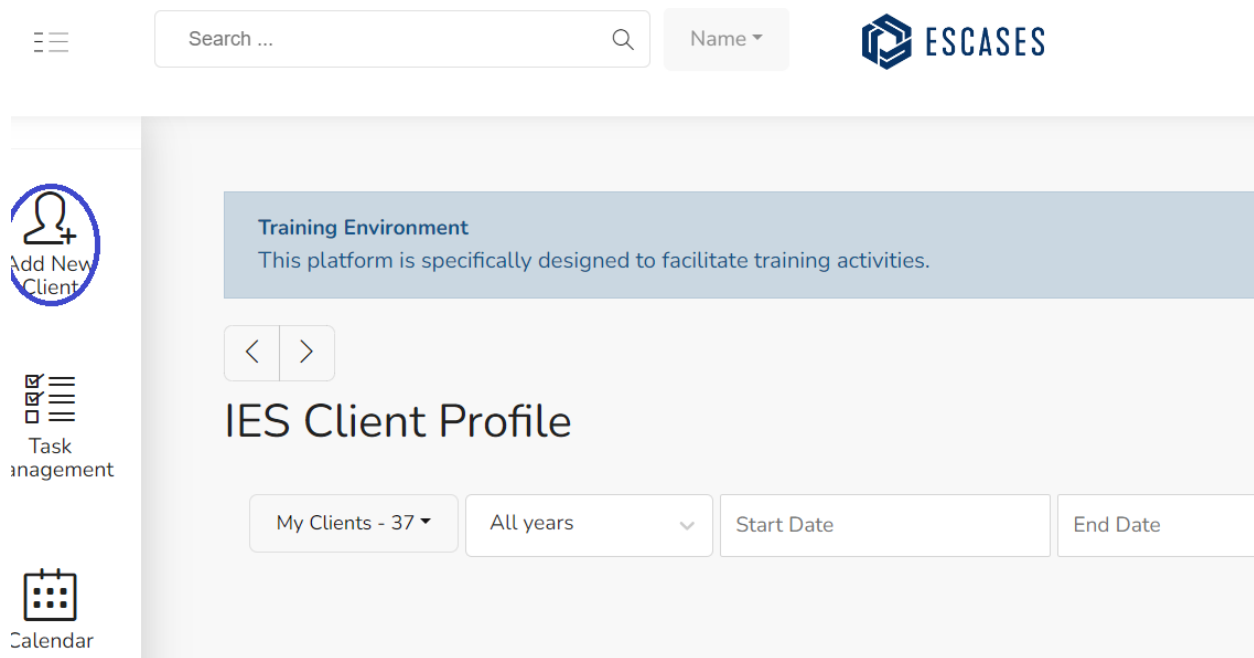 Search ...
Name
ESCASES
Add New
Client
Training Environment
This platform is specifically designed to facilitate training activities.
IES Client Profile
Task
anagement
My Clients - 37
All years
Start Date
End Date
Calendar